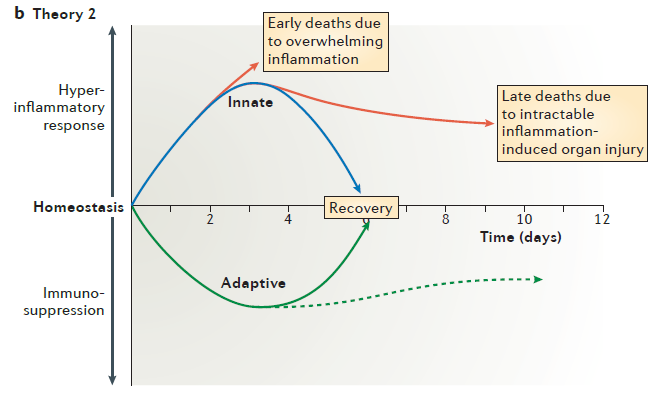 b Theory 2
Early deaths due
to overwhelming
inflammation
Hyper-
inflammatory
response
Innate
Late deaths due
to intractable
inflammation-
induced organ injury
Homeostasis
Recovery
2 4 6 8 10 12
Time (days)
Adaptive
Immuno-
suppression